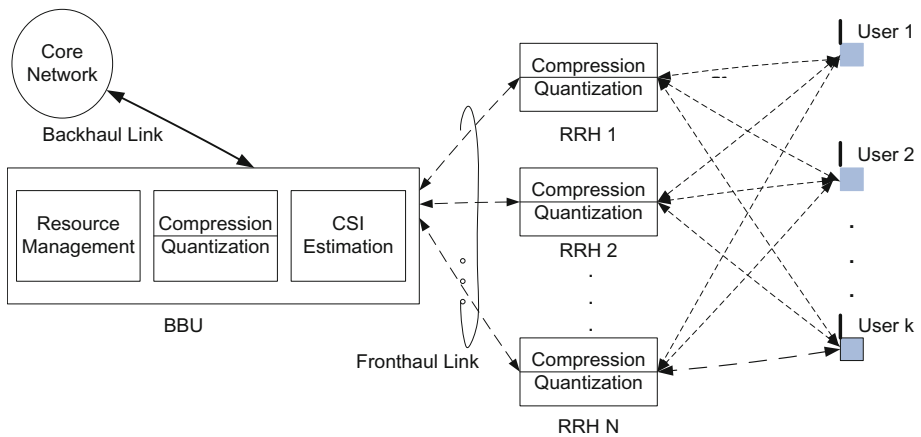 Core
Network
Backhaul Link
Resource
Management
Compression
Quantization
CSI
Estimation
BBU
Fronthaul Link
Compression
Quantization
RRH 1
Compression
Quantization
RRH 2
Compression
Quantization
RRH N
User 1
User 2
User k